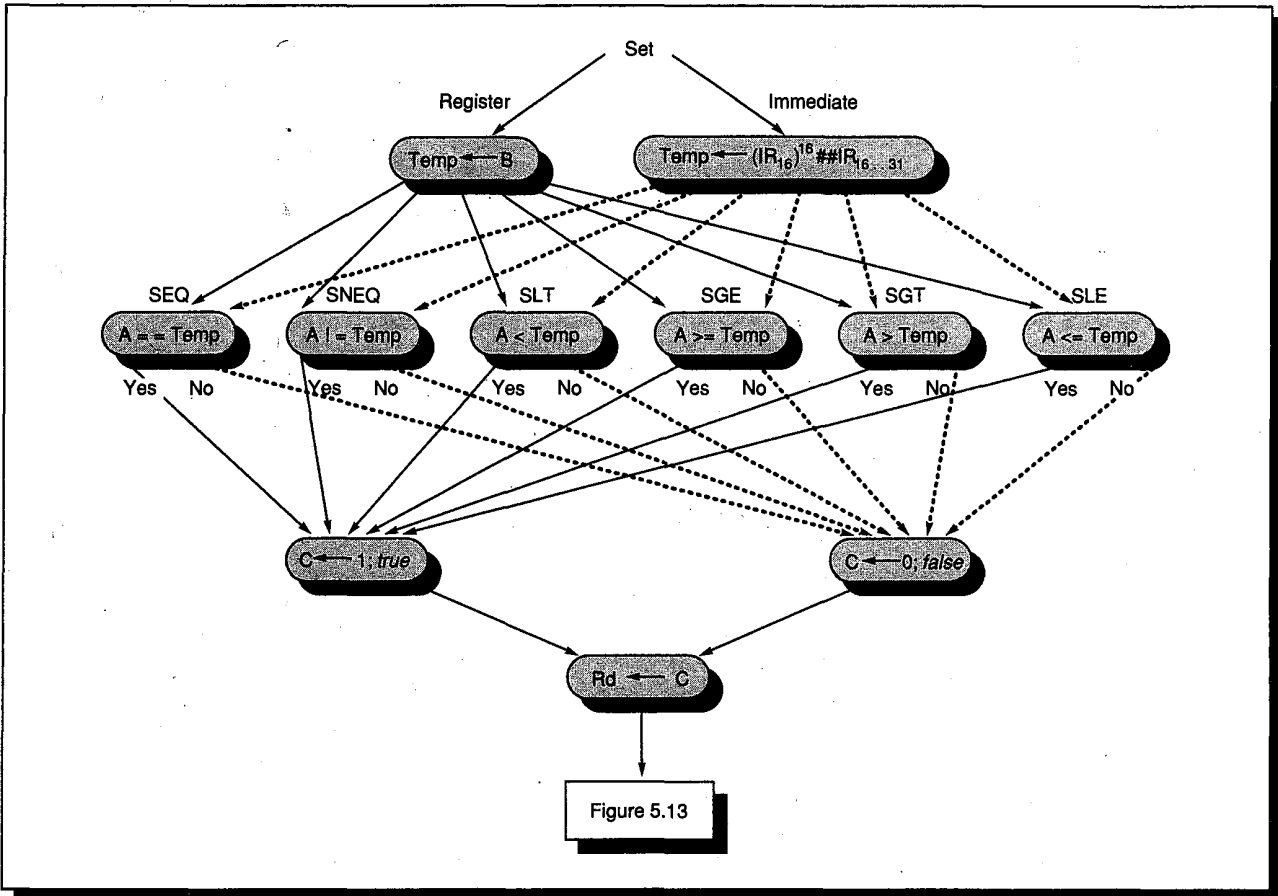 Set
Register Immediate
Temp ← B Temp ← (IR₁₆)¹⁶##IR₁₆...₃₁
SEQ SNEQ SLT SGE SGT SLE
A = = Temp A ! = Temp A < Temp A >= Temp A > Temp A <= Temp
Yes No Yes No Yes No Yes No Yes No Yes No
C ← 1; true C ← 0; false
Rd ← C
Figure 5.13